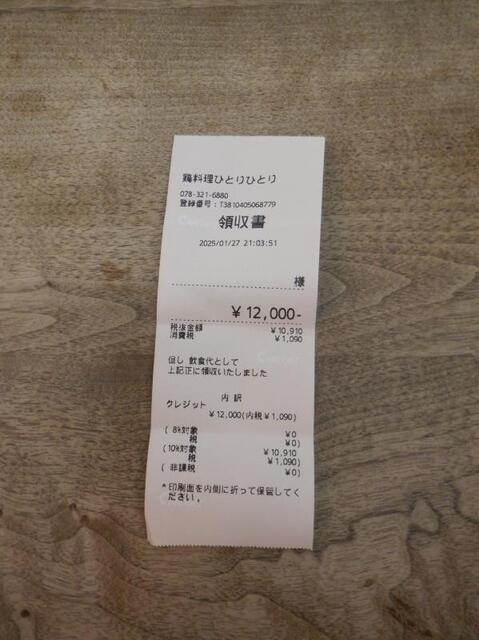 鶏料理ひとりひとり
078-321-6880
登録番号：T3810405068779
領収書
2025/01/27 21:03:51
様
￥12,000-
税抜金額 ￥10,910
消費税 ￥1,090
但し 飲食代として
上記正に領収いたしました
内 訳
クレジット
￥12,000(内税￥1,090)
( 8%対象 ￥0
税 ￥0)
(10%対象 ￥10,910
税 ￥1,090)
( 非課税 ￥0)
*印刷面を内側に折って保管してく
ださい。